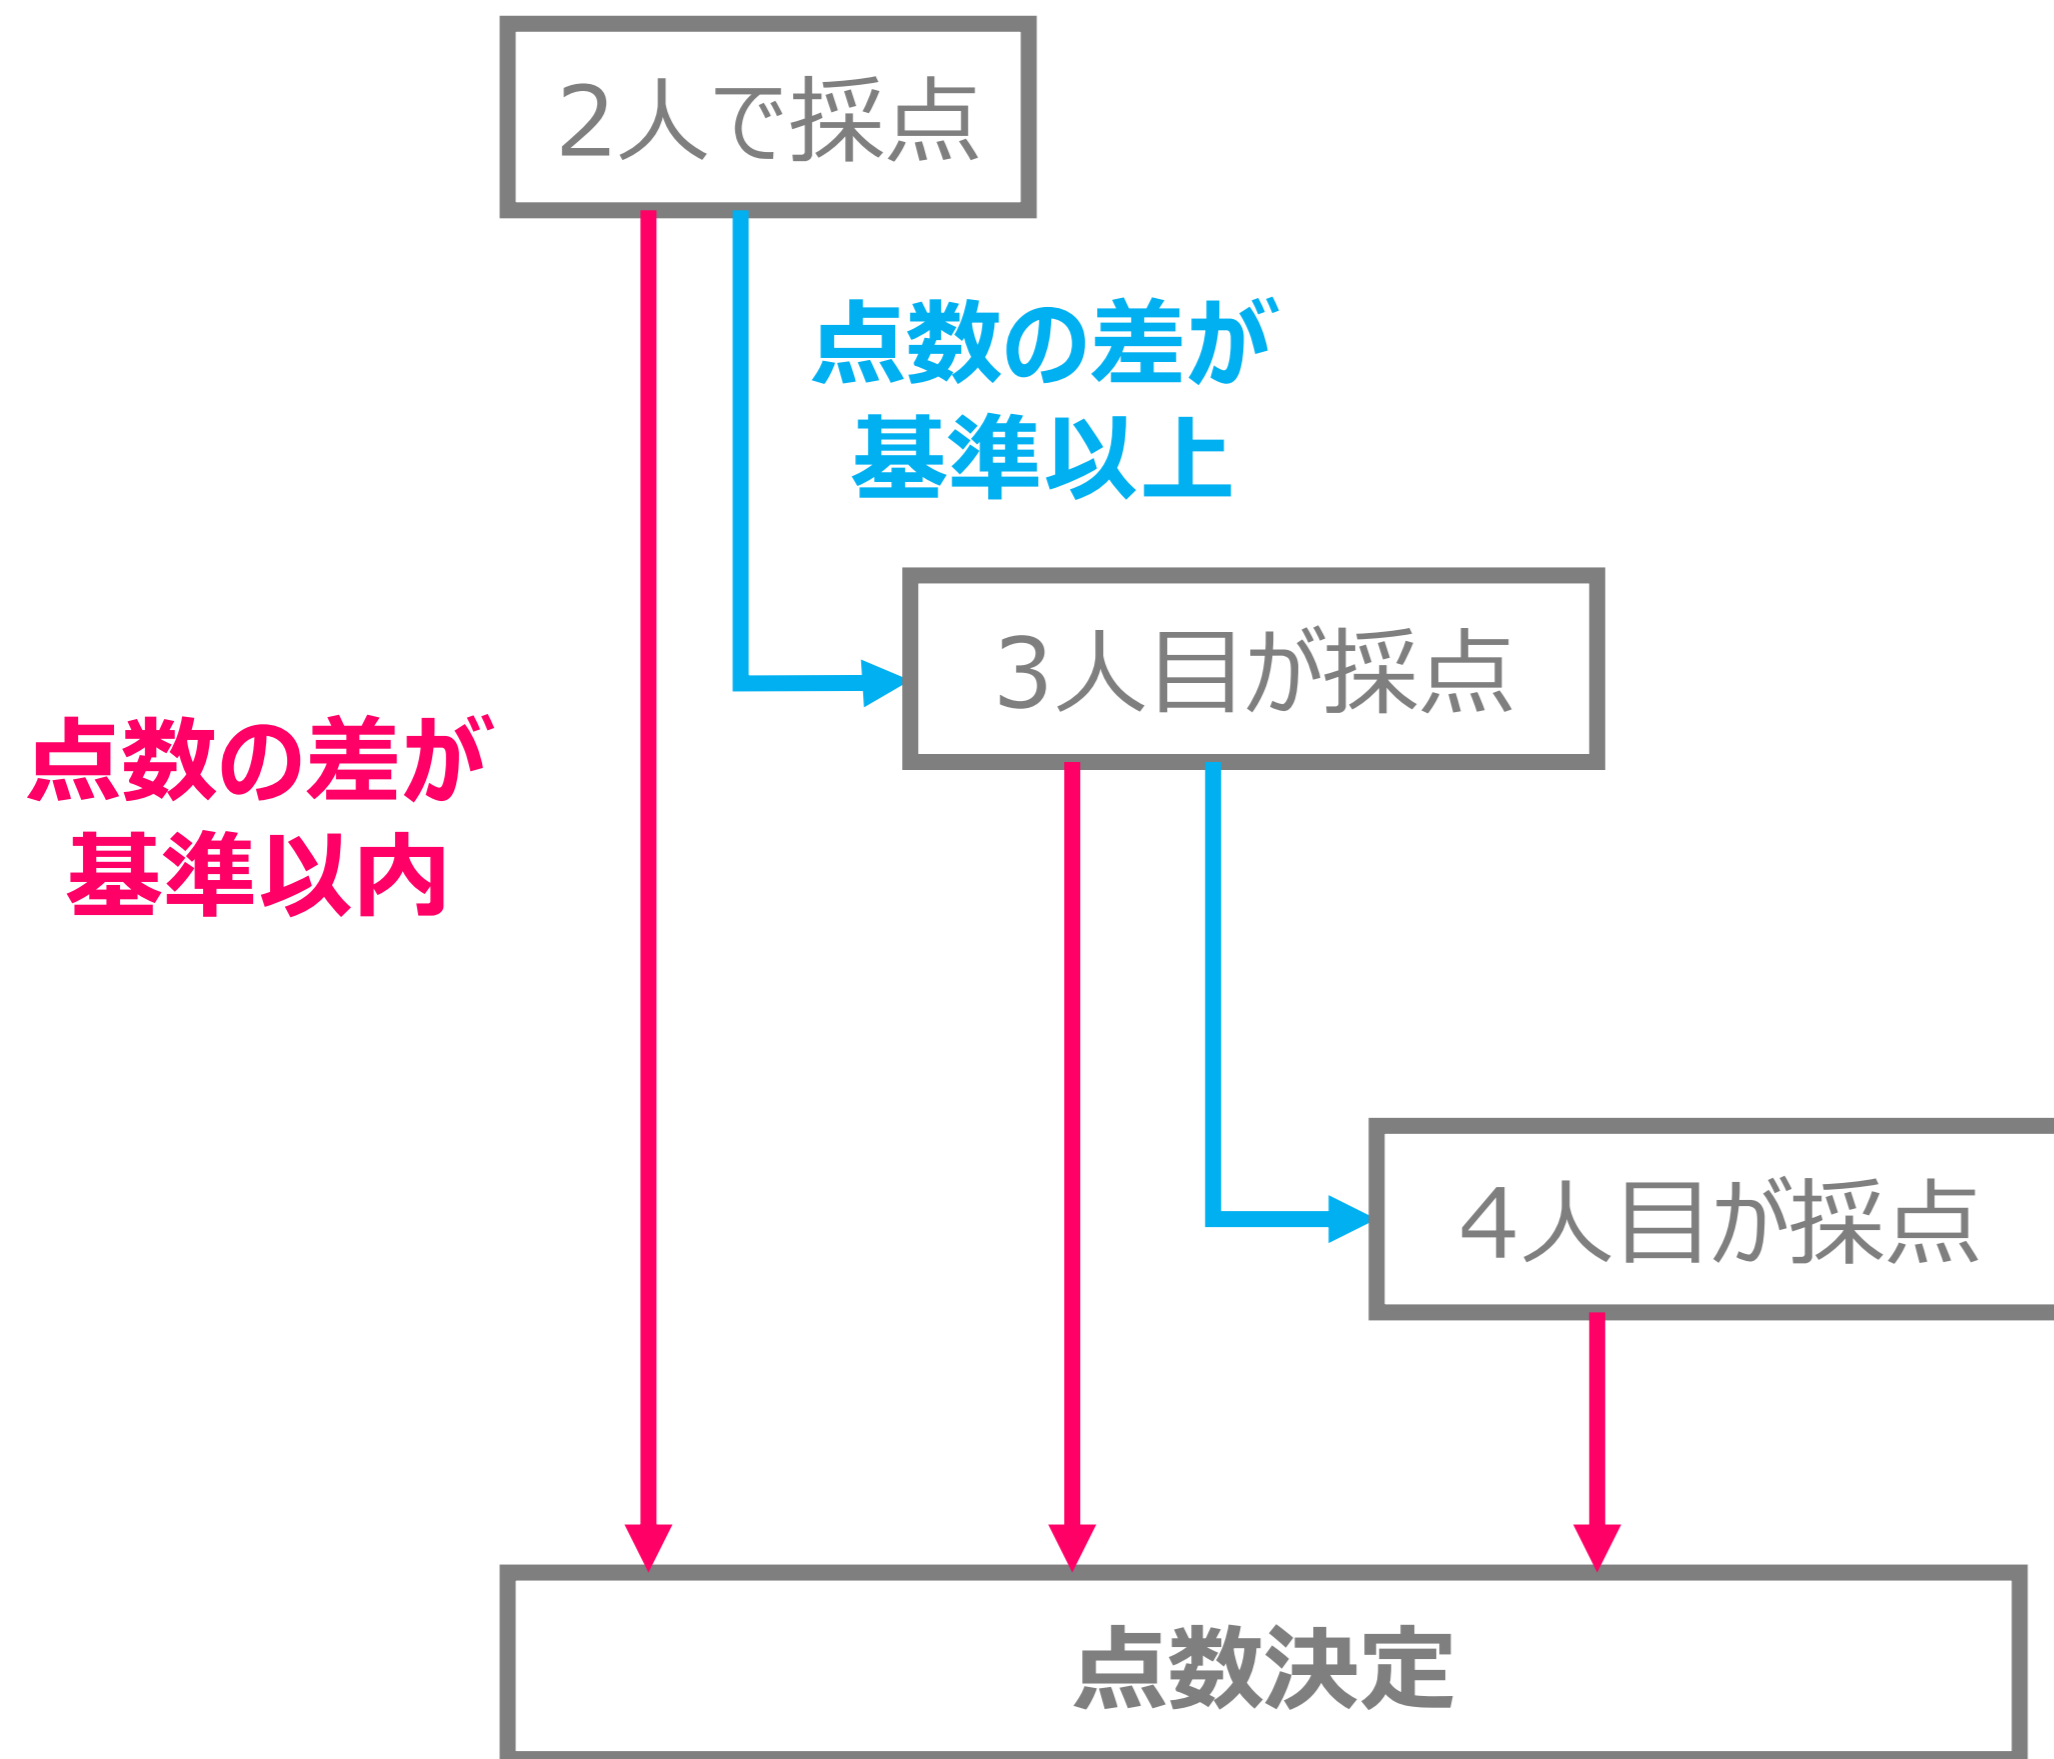 2人で採点
点数の差が
基準以上
3人目が採点
点数の差が
基準以内
4人目が採点
点数決定